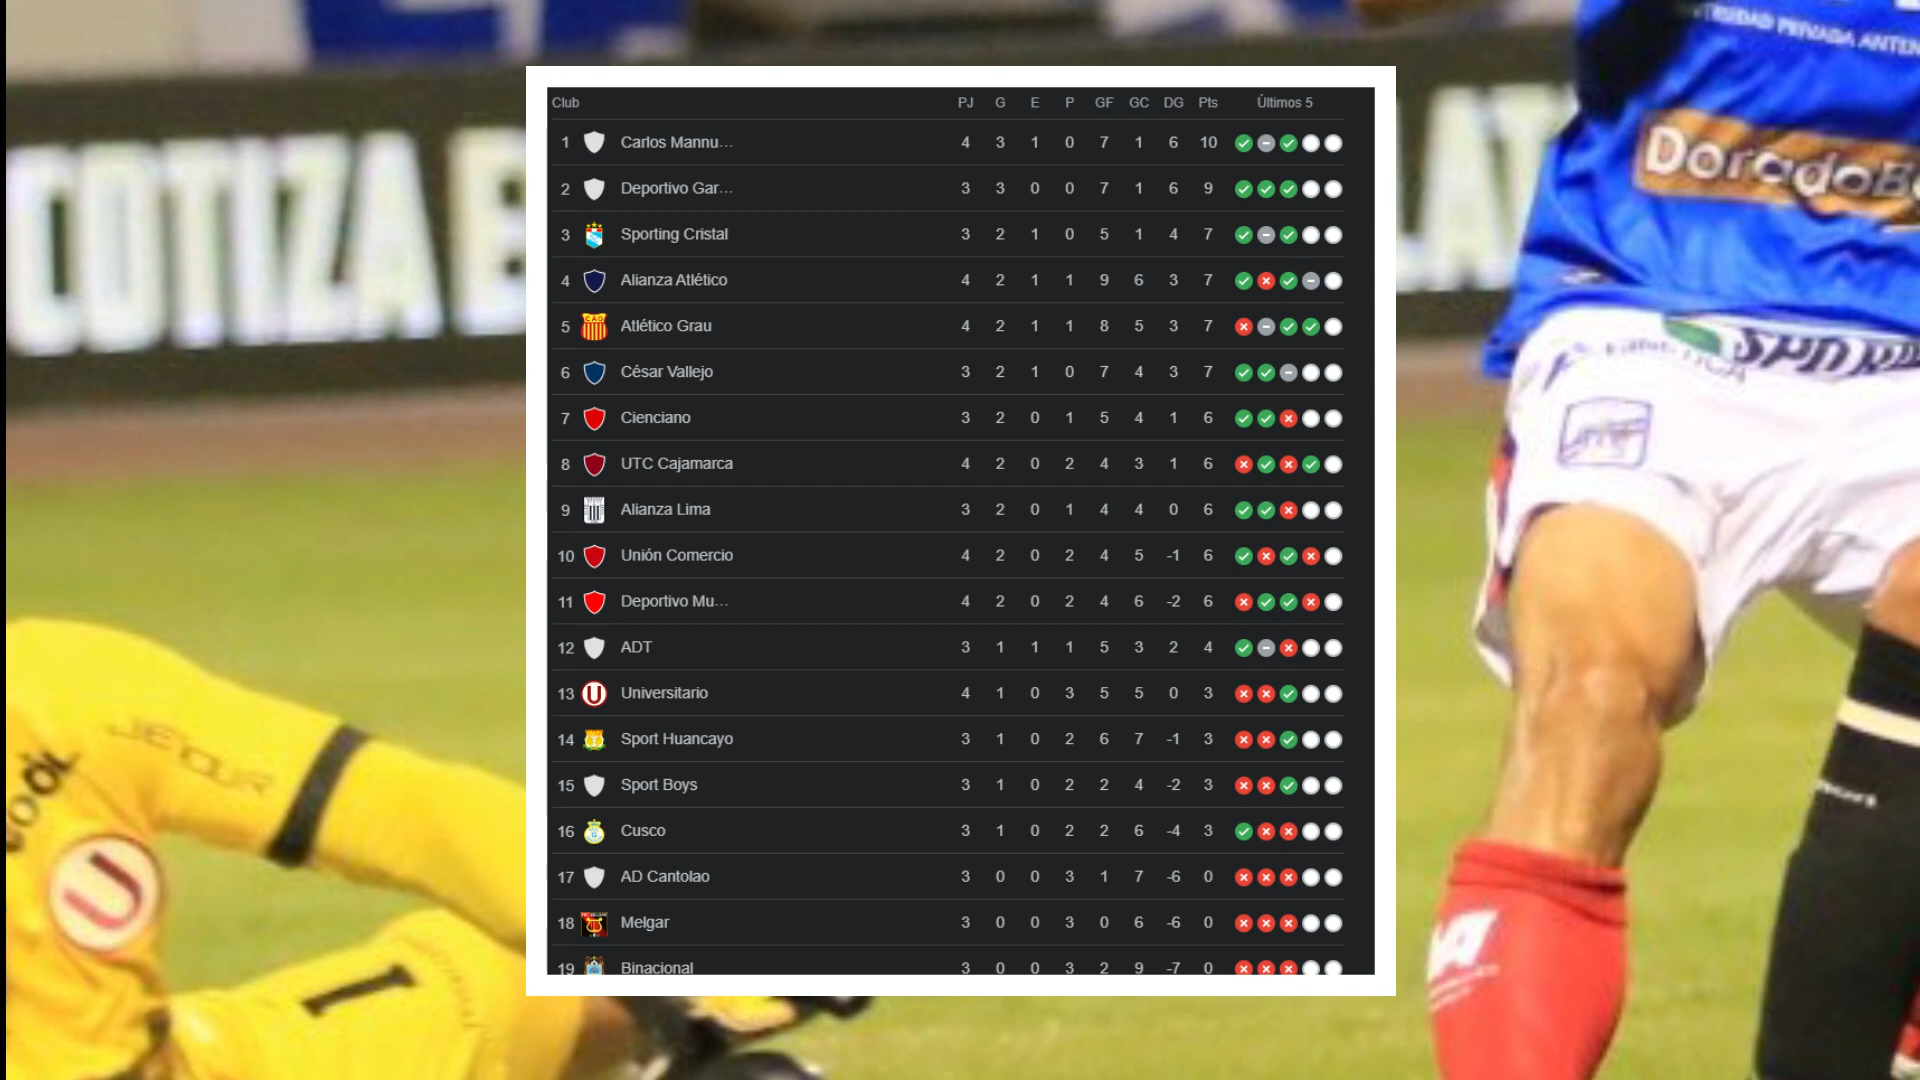 Club PJ G E P GF GC DG Pts Últimos 5
1 Carlos Mannu... 4 3 1 0 7 1 6 10
2 Deportivo Gar... 3 3 0 0 7 1 6 9
3 Sporting Cristal 3 2 1 0 5 1 4 7
4 Alianza Atlético 4 2 1 1 9 6 3 7
5 Atlético Grau 4 2 1 1 8 5 3 7
6 César Vallejo 3 2 1 0 7 4 3 7
7 Cienciano 3 2 0 1 5 4 1 6
8 UTC Cajamarca 4 2 0 2 4 3 1 6
9 Alianza Lima 3 2 0 1 4 4 0 6
10 Unión Comercio 4 2 0 2 4 5 -1 6
11 Deportivo Mu... 4 2 0 2 4 6 -2 6
12 ADT 3 1 1 1 5 3 2 4
13 Universitario 4 1 0 3 5 5 0 3
14 Sport Huancayo 3 1 0 2 6 7 -1 3
15 Sport Boys 3 1 0 2 2 4 -2 3
16 Cusco 3 1 0 2 2 6 -4 3
17 AD Cantolao 3 0 0 3 1 7 -6 0
18 Melgar 3 0 0 3 0 6 -6 0
19 Binacional 3 0 0 3 2 9 -7 0
COTIZA
PRIVADA
DoradoB
U
1